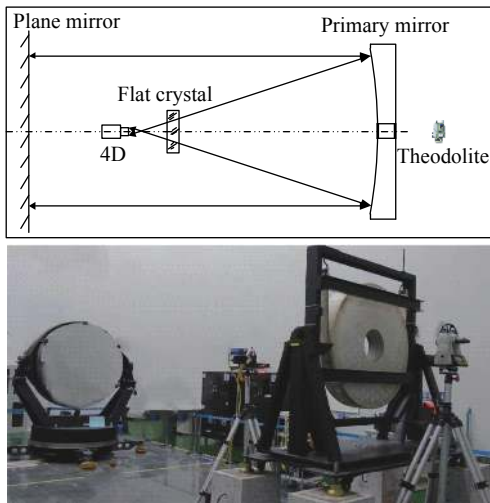 Plane mirror
Primary mirror
Flat crystal
4D
Theodolite